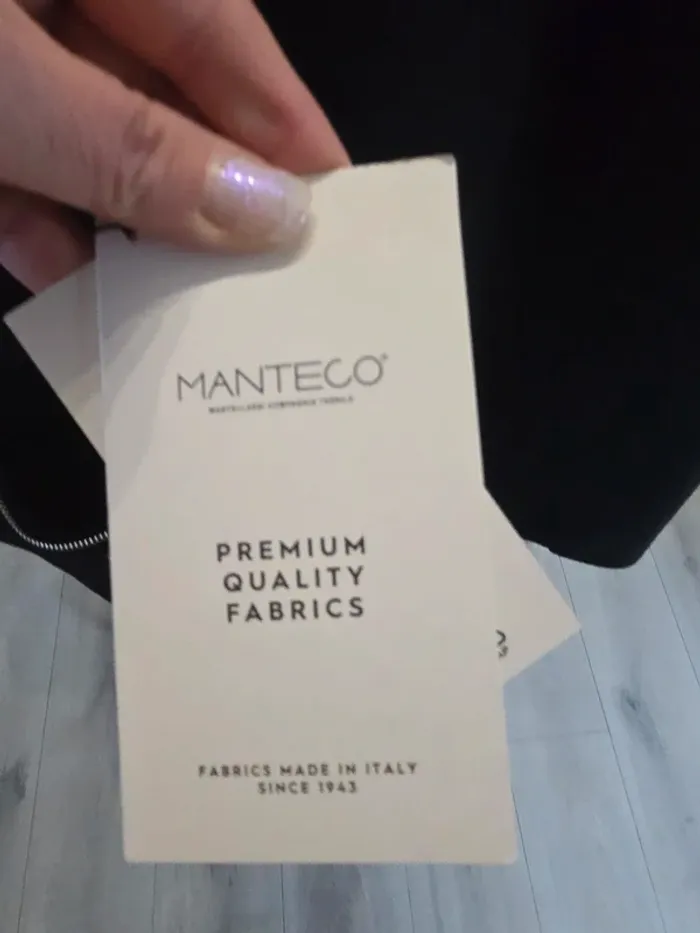 MANTECO®
PREMIUM
QUALITY
FABRICS
FABRICS MADE IN ITALY
SINCE 1943